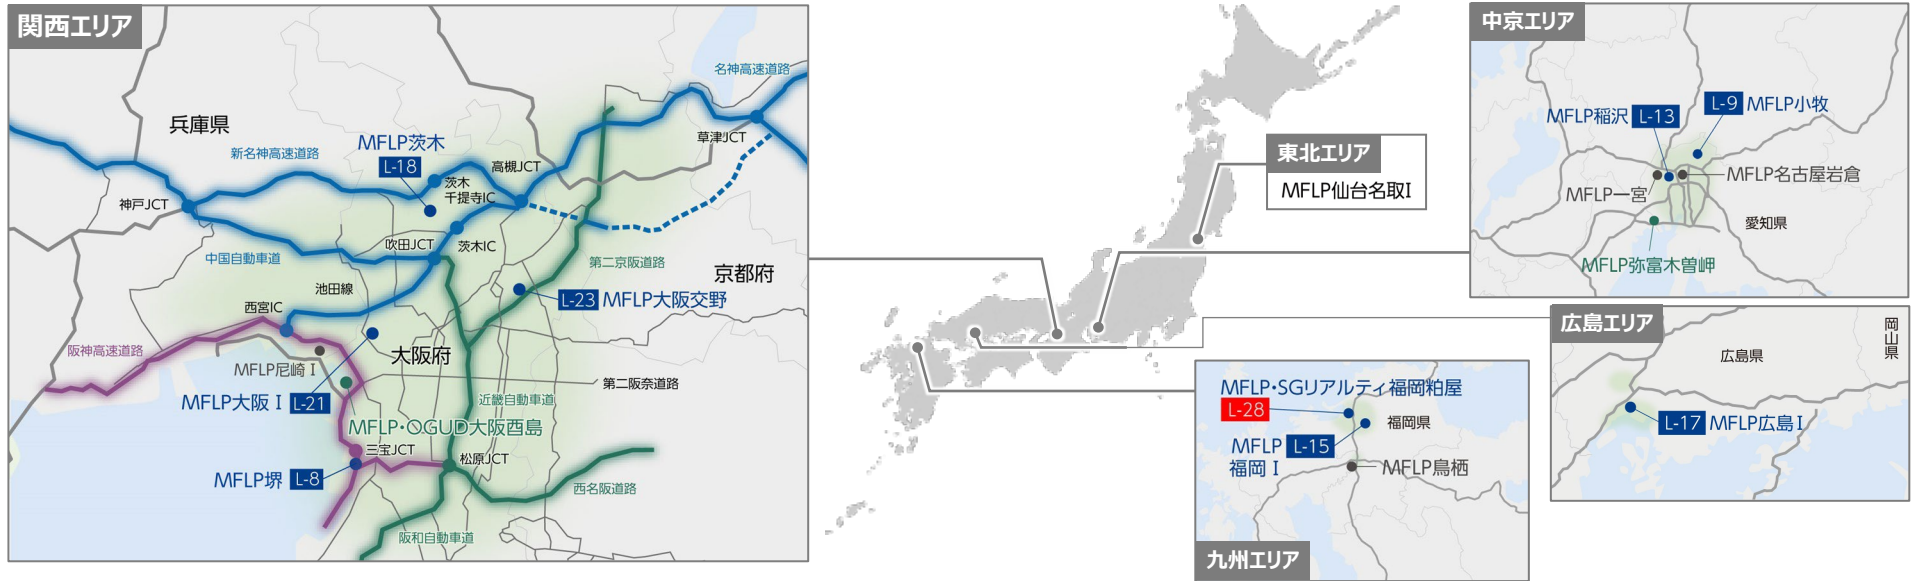 関西エリア
名神高速道路
兵庫県
草津JCT
MFLP茨木
L-18
新名神高速道路
高槻JCT
茨木
千提寺IC
神戸JCT
吹田JCT
茨木IC
中国自動車道
第二京阪道路
京都府
池田線
L-23 MFLP大阪交野
西宮IC
阪神高速道路
大阪府
MFLP尼崎 I
第二阪奈道路
MFLP大阪 I L-21
近畿自動車道
MFLP・OGUD大阪酉島
三宝JCT
松原JCT
MFLP堺 L-8
西名阪道路
阪和自動車道
東北エリア
MFLP仙台名取I
中京エリア
L-9 MFLP小牧
MFLP稲沢 L-13
MFLP名古屋岩倉
MFLP一宮
愛知県
MFLP弥富木曽岬
広島エリア
岡山県
広島県
L-17 MFLP広島 I
MFLP・SGリアルティ福岡粕屋
L-28
福岡県
MFLP L-15
福岡 I
MFLP鳥栖
九州エリア